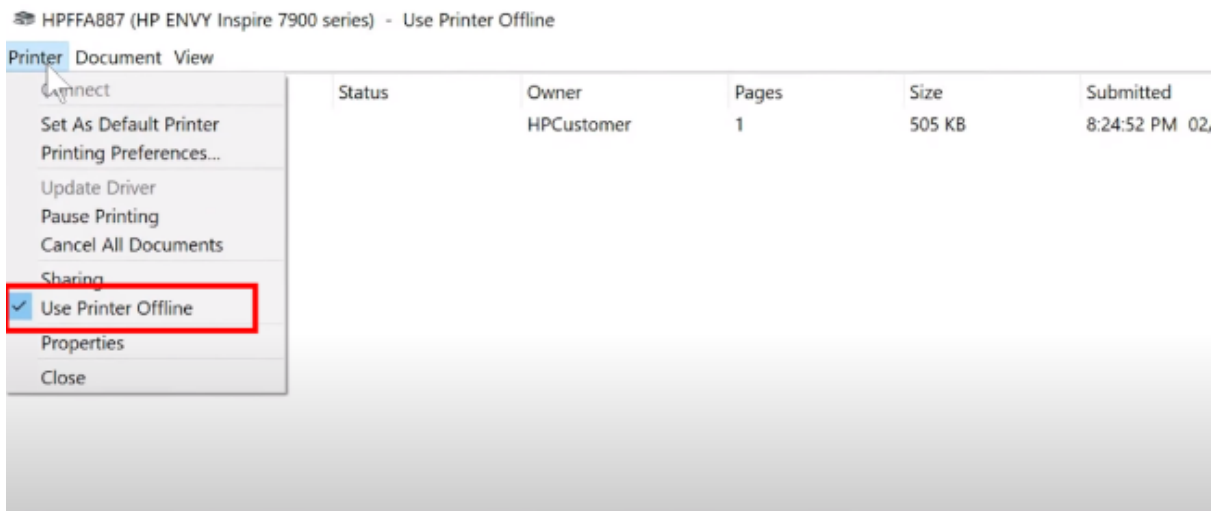 HPFFA887 (HP ENVY Inspire 7900 series) - Use Printer Offline
Printer Document View
Connect
Status Owner Pages Size Submitted
Set As Default Printer
HPCustomer 1 505 KB 8:24:52 PM 02/
Printing Preferences...
Update Driver
Pause Printing
Cancel All Documents
Sharing
Use Printer Offline
Properties
Close